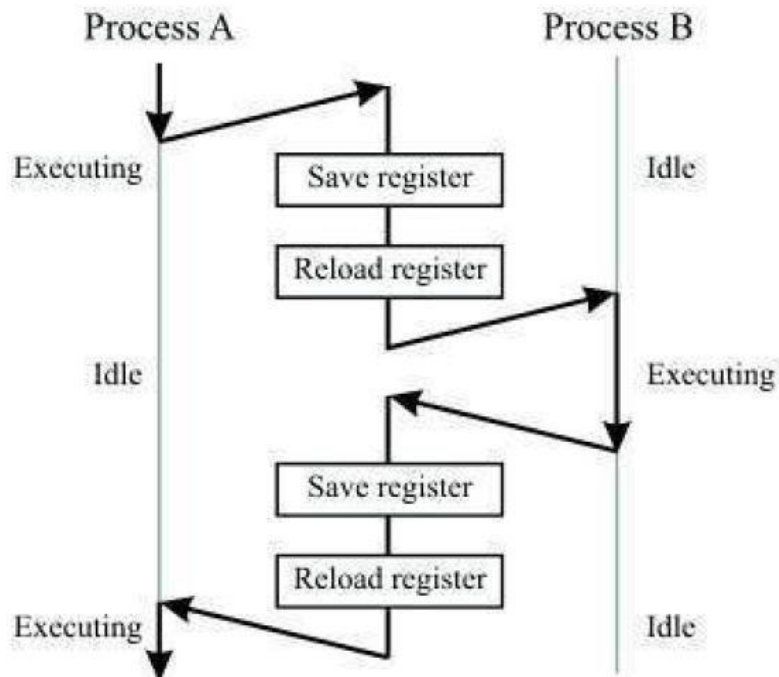 Process A
Process B
Executing
Save register
Idle
Reload register
Idle
Executing
Save register
Reload register
Executing
Idle